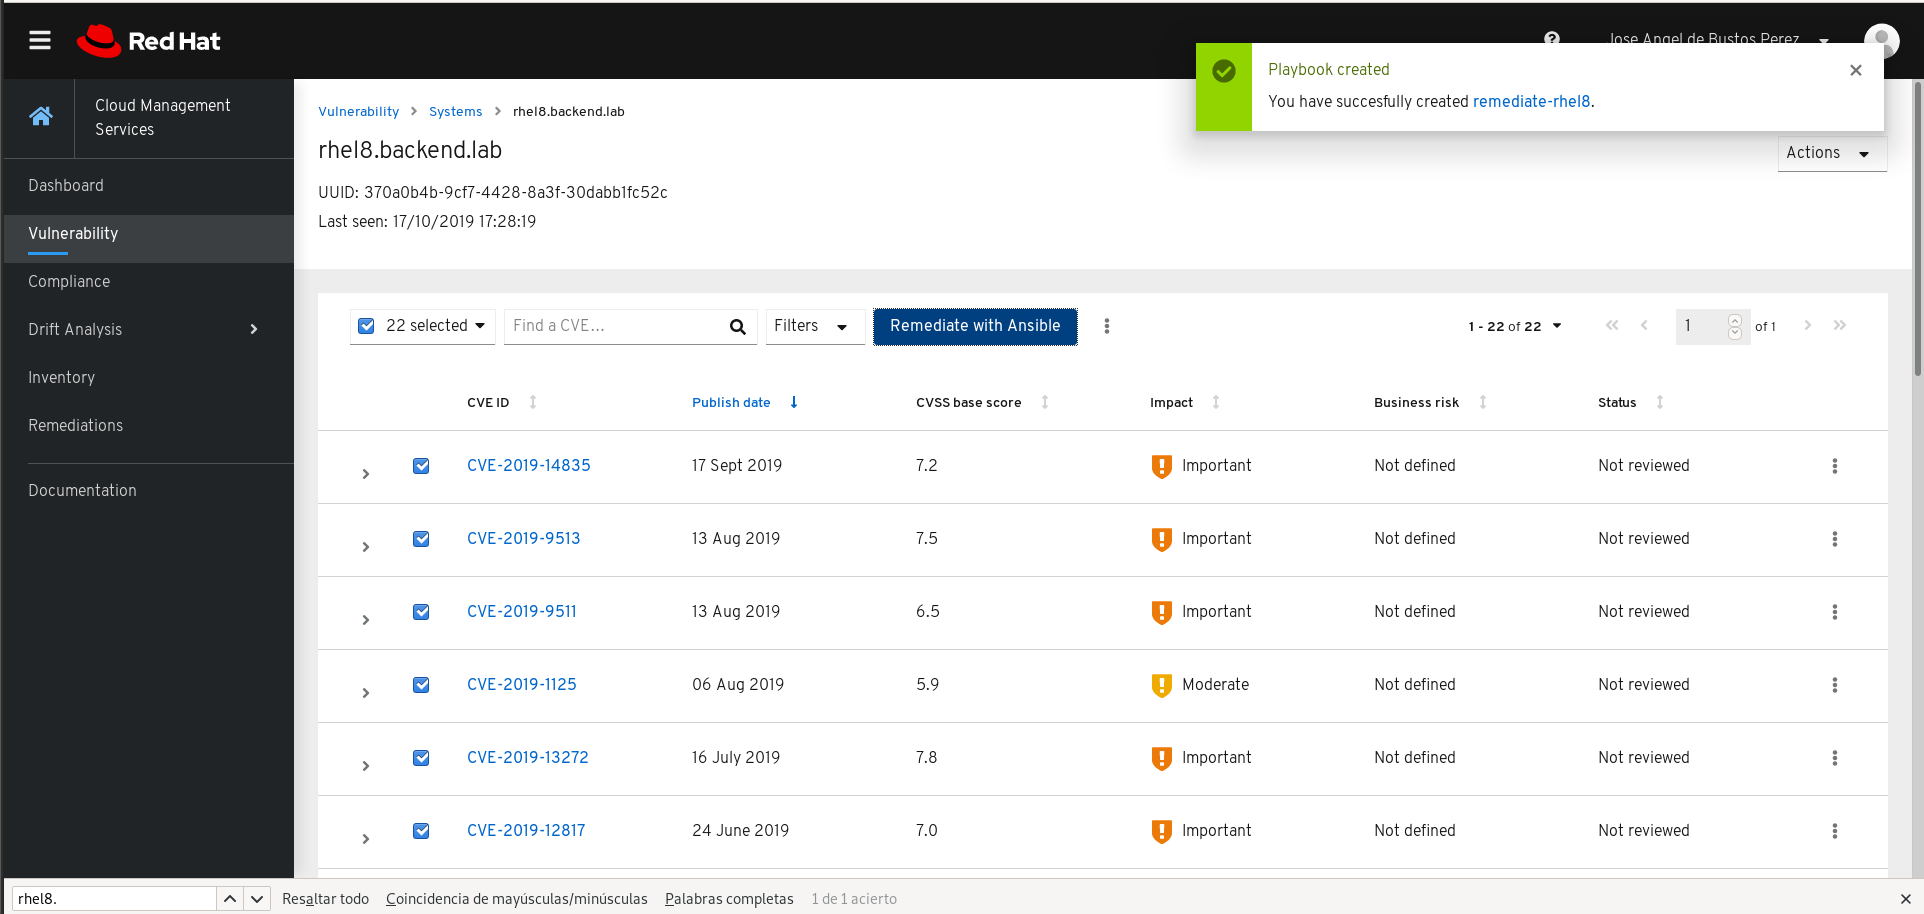 Red Hat
Jose Angel de Bustos Perez
Playbook created
You have succesfully created remediate-rhel8.
Cloud Management
Services
Dashboard
Vulnerability
Compliance
Drift Analysis
Inventory
Remediations
Documentation
Vulnerability > Systems > rhel8.backend.lab
rhel8.backend.lab
Actions
UUID: 370a0b4b-9cf7-4428-8a3f-30dabb1fc52c
Last seen: 17/10/2019 17:28:19
22 selected Find a CVE... Filters Remediate with Ansible 1 - 22 of 22 1 of 1
CVE ID Publish date CVSS base score Impact Business risk Status
CVE-2019-14835 17 Sept 2019 7.2 Important Not defined Not reviewed
CVE-2019-9513 13 Aug 2019 7.5 Important Not defined Not reviewed
CVE-2019-9511 13 Aug 2019 6.5 Important Not defined Not reviewed
CVE-2019-1125 06 Aug 2019 5.9 Moderate Not defined Not reviewed
CVE-2019-13272 16 July 2019 7.8 Important Not defined Not reviewed
CVE-2019-12817 24 June 2019 7.0 Important Not defined Not reviewed
rhel8. Resaltar todo Coincidencia de mayúsculas/minúsculas Palabras completas 1 de 1 acierto